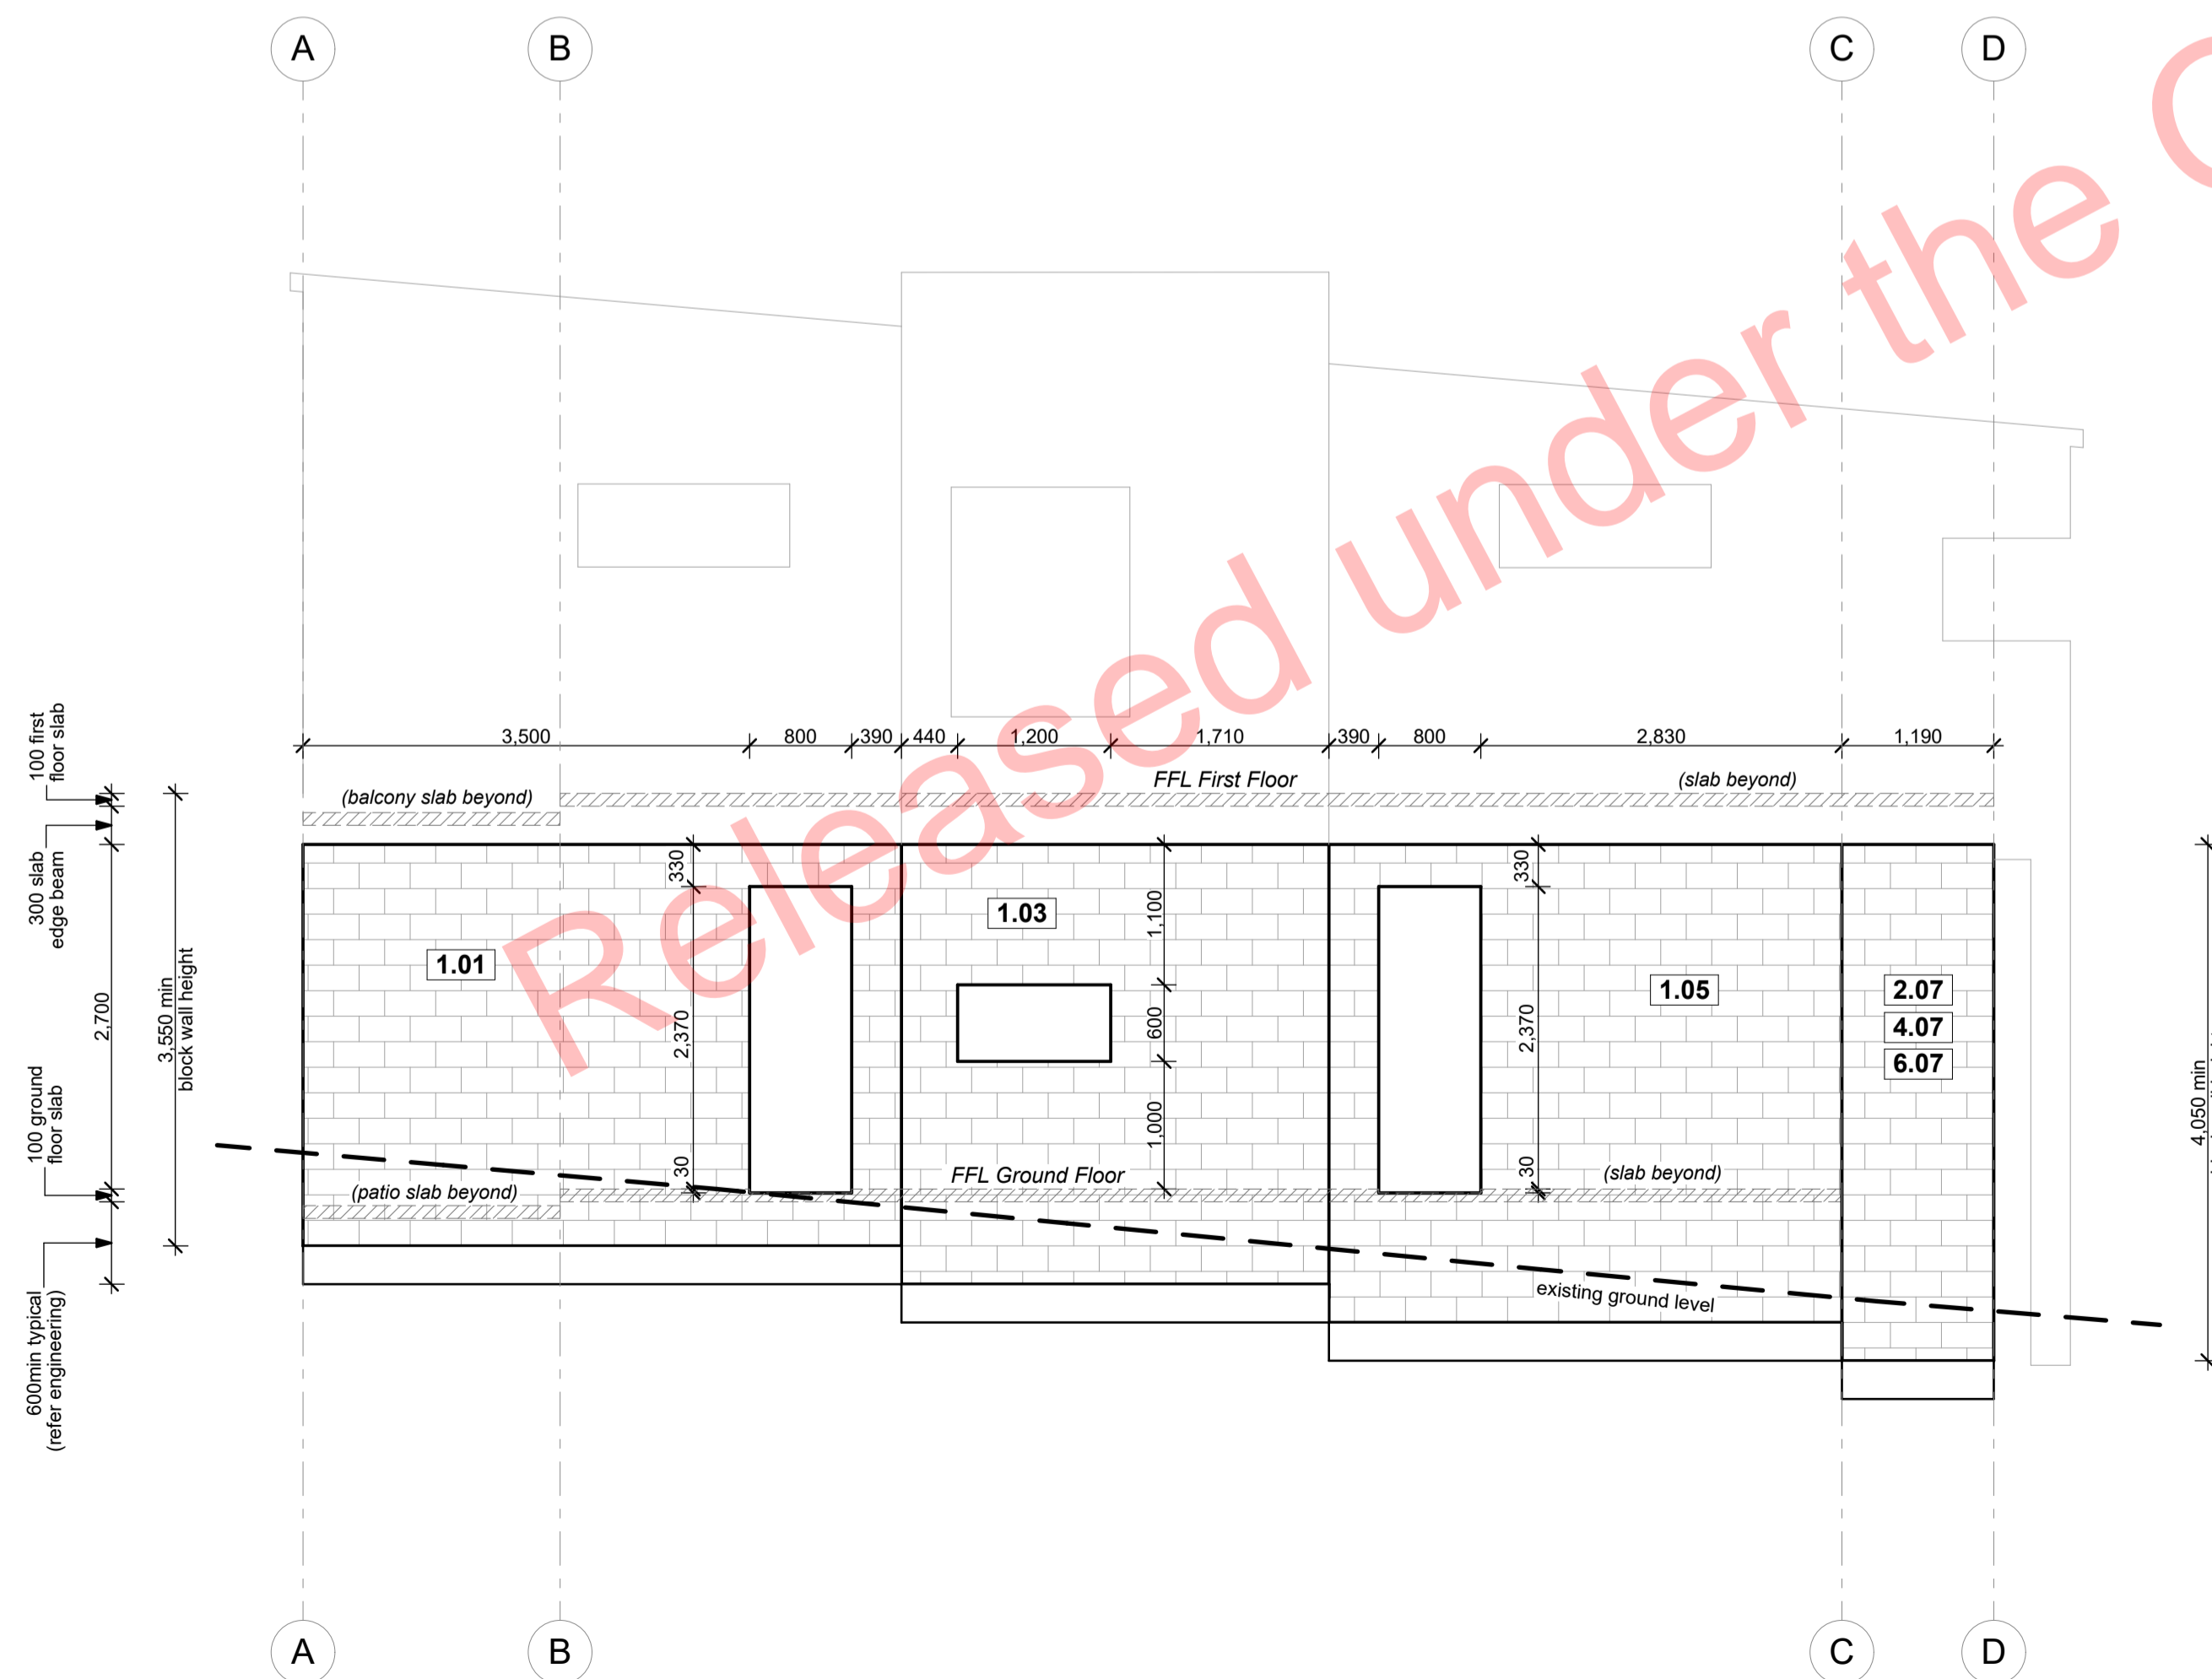 A
B
C
D
Released under the
3,500
800
390
440
1,200
1,710
390
800
2,830
1,190
100 first
floor slab
300 slab
edge beam
2,700
3,550 min
block wall height
100 ground
floor slab
600min typical
(refer engineering)
(balcony slab beyond)
FFL First Floor
(slab beyond)
330
2,370
30
1.01
1.03
1,100
600
1,000
330
2,370
30
1.05
2.07
4.07
6.07
4,050 min
(patio slab beyond)
FFL Ground Floor
(slab beyond)
existing ground level
A
B
C
D